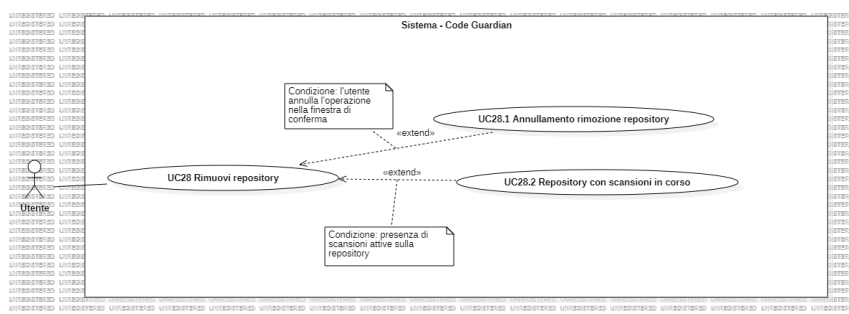 Sistema - Code Guardian
Condizione: l'utente
annulla l'operazione
nella finestra di
conferma
UC28.1 Annullamento rimozione repository
«extend»
«extend»
UC28 Rimuovi repository
UC28.2 Repository con scansioni in corso
Utente
Condizione: presenza di
scansioni attive sulla
repository